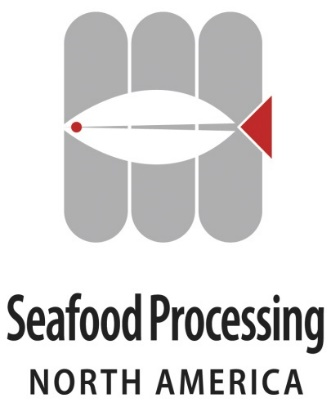 Seafood Processing
NORTH AMERICA